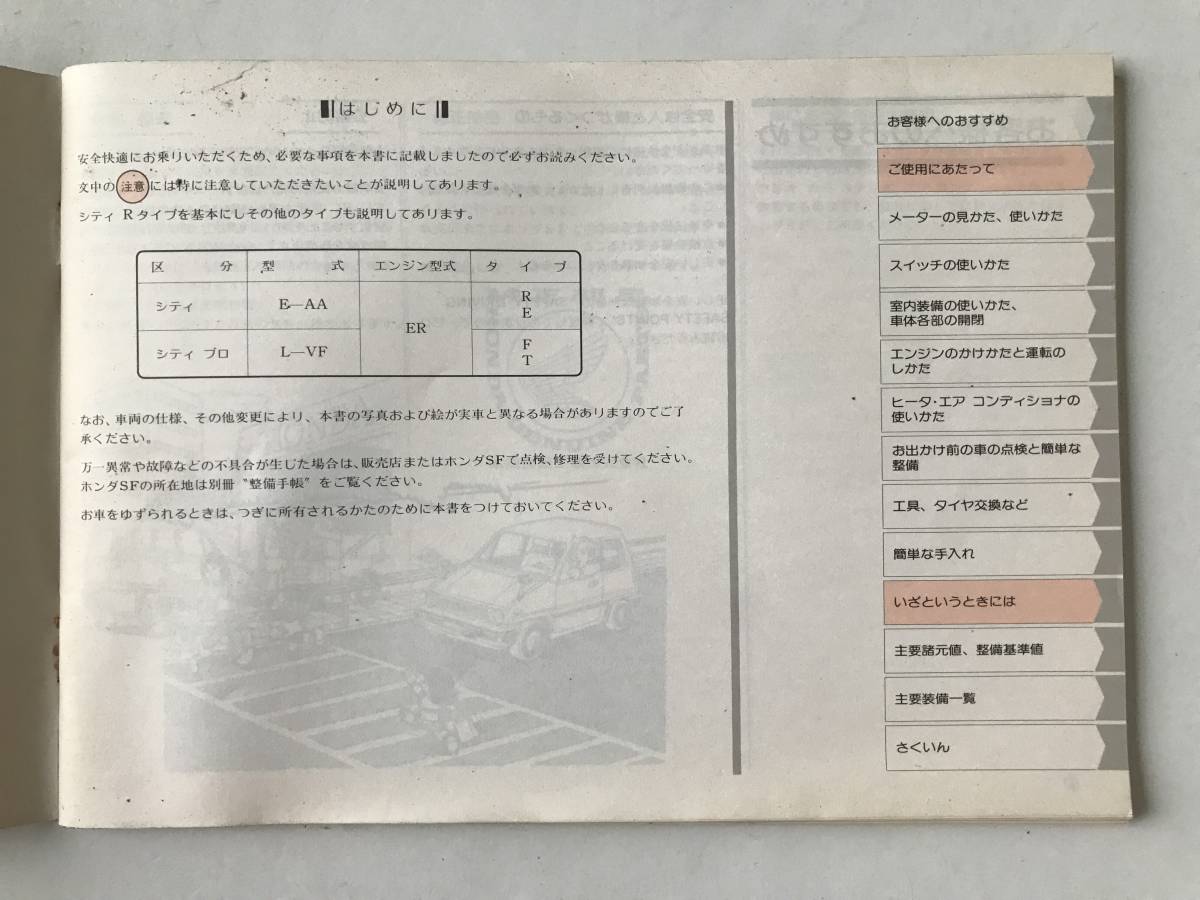 はじめに
安全快適にお乗りいただくため、必要な事項を本書に記載しましたので必ずお読みください。
文中の注意には特に注意していただきたいことが説明してあります。
シティ Rタイプを基本にしその他のタイプも説明してあります。
区 分 型 式 エンジン型式 タ イ プ
シティ E—AA ER R
E
シティ プロ L—VF F
T
なお、車両の仕様、その他変更により、本書の写真および絵が実車と異なる場合がありますのでご了
承ください。
万一異常や故障などの不具合が生じた場合は、販売店またはホンダSFで点検、修理を受けてください。
ホンダSFの所在地は別冊〝整備手帳〟をご覧ください。
お車をゆずられるときは、つぎに所有されるかたのために本書をつけておいてください。
お客様へのおすすめ
ご使用にあたって
メーターの見かた、使いかた
スイッチの使いかた
室内装備の使いかた、
車体各部の開閉
エンジンのかけかたと運転の
しかた
ヒータ・エア コンディショナの
使いかた
お出かけ前の車の点検と簡単な
整備
工具、タイヤ交換など
簡単な手入れ
いざというときには
主要諸元値、整備基準値
主要装備一覧
さくいん